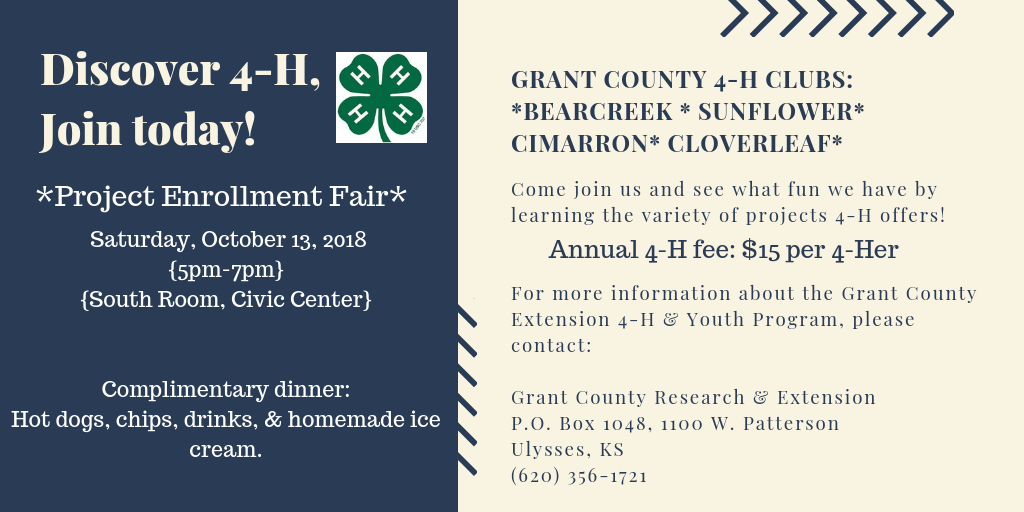 Discover 4-H,
Join today!
H H
H H
*Project Enrollment Fair*
Saturday, October 13, 2018
{5pm-7pm}
{South Room, Civic Center}
Complimentary dinner:
Hot dogs, chips, drinks, & homemade ice
cream.
GRANT COUNTY 4-H CLUBS:
*BEARCREEK * SUNFLOWER*
CIMARRON* CLOVERLEAF*
Come join us and see what fun we have by
learning the variety of projects 4-H offers!
Annual 4-H fee: $15 per 4-Her
For more information about the Grant County
Extension 4-H & Youth Program, please
contact:
Grant County Research & Extension
P.O. Box 1048, 1100 W. Patterson
Ulysses, KS
(620) 356-1721